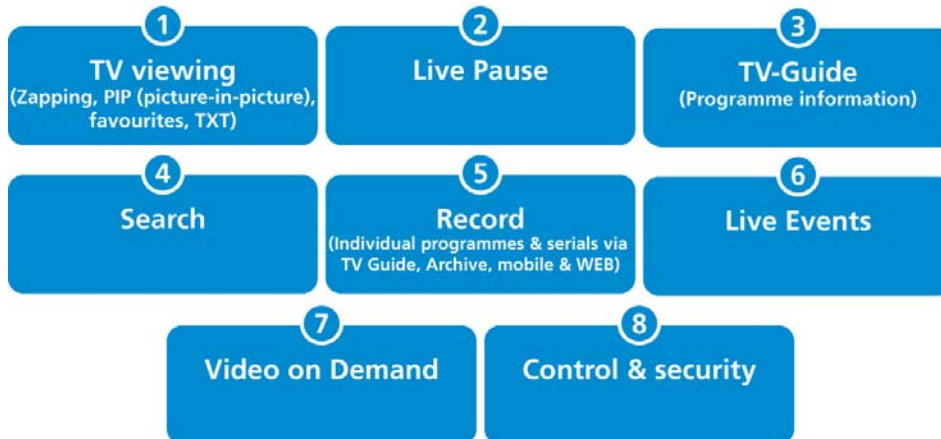 1
TV viewing
(Zapping, PIP (picture-in-picture),
favourites, TXT)
2
Live Pause
3
TV-Guide
(Programme information)
4
Search
5
Record
(Individual programmes & serials via
TV Guide, Archive, mobile & WEB)
6
Live Events
7
Video on Demand
8
Control & security